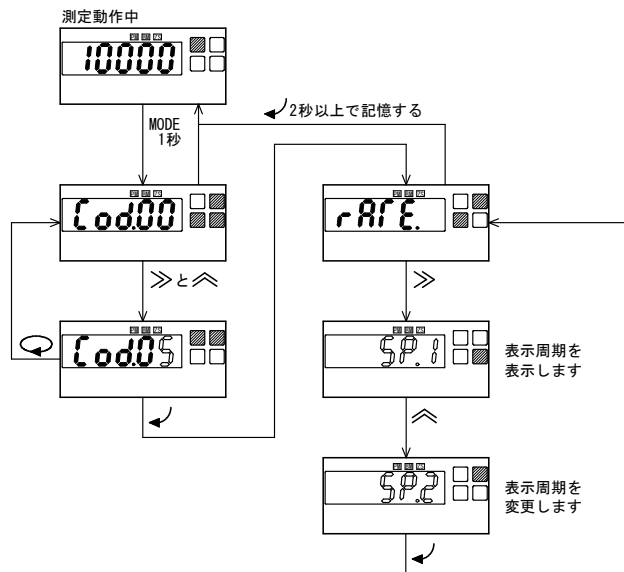 測定動作中
10000
MODE
1秒
2秒以上で記憶する
Cod.00
rATE.
≫と︽
≫
Cod.05
SP.1
表示周期を
表示します
︽
SP.2
表示周期を
変更します